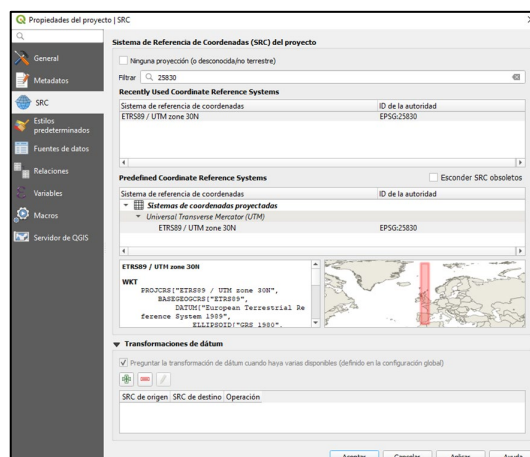 Propiedades del proyecto | SRC
General
Metadatos
SRC
Estilos
predeterminados
Fuentes de datos
Relaciones
Variables
Macros
Servidor de QGIS
Sistema de Referencia de Coordenadas (SRC) del proyecto
Ninguna proyección (o desconocida/no terrestre)
Filtrar 25830
Recently Used Coordinate Reference Systems
Sistema de referencia de coordenadas ID de la autoridad
ETRS89 / UTM zone 30N EPSG:25830
Predefined Coordinate Reference Systems Esconder SRC obsoletos
Sistema de referencia de coordenadas ID de la autoridad
Sistemas de coordenadas proyectadas
Universal Transverse Mercator (UTM)
ETRS89 / UTM zone 30N EPSG:25830
ETRS89 / UTM zone 30N
WKT
PROJCRS["ETRS89 / UTM zone 30N",
BASEGEOGCRS["ETRS89",
DATUM["European Terrestrial Re
ference System 1989",
ELLIPSOID["GRS 1980",
Transformaciones de dátum
Preguntar la transformación de dátum cuando haya varias disponibles (definido en la configuración global)
SRC de origen SRC de destino Operación
Aceptar Cancelar Aplicar Ayuda